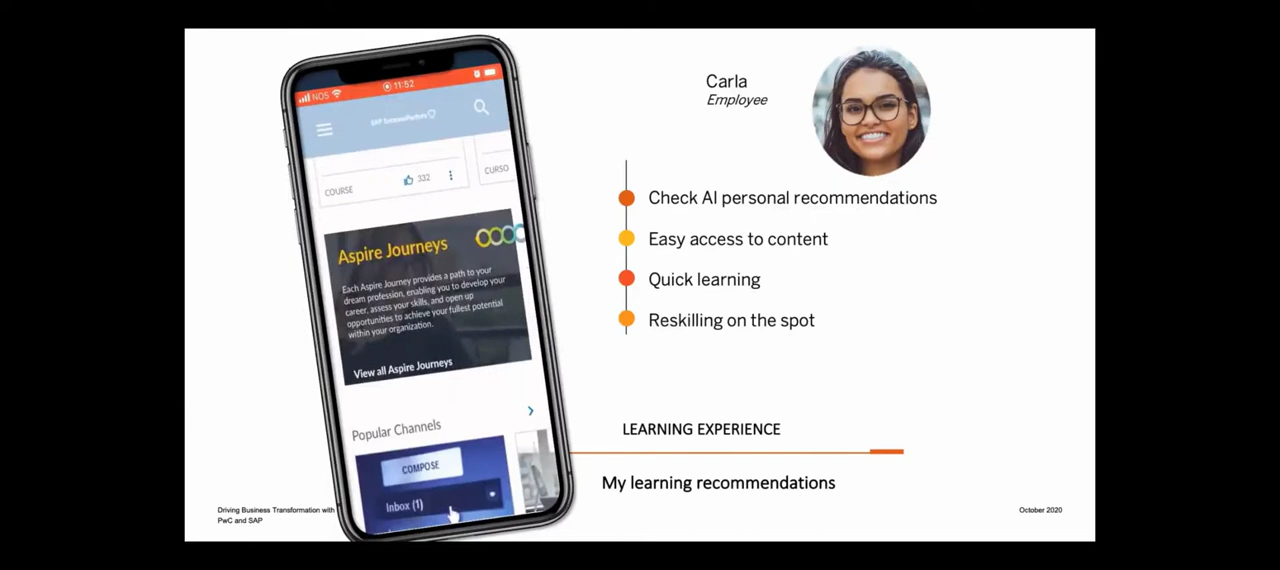 NOS 11:52
SAP SuccessFactors
COURSE 332
CURSO
Aspire Journeys
Each Aspire Journey provides a path to your
dream profession, enabling you to develop your
career, assess your skills, and open up
opportunities to achieve your fullest potential
within your organization.
View all Aspire Journeys
Popular Channels
COMPOSE
Inbox (1)
Carla
Employee
Check AI personal recommendations
Easy access to content
Quick learning
Reskilling on the spot
LEARNING EXPERIENCE
My learning recommendations
Driving Business Transformation with
PwC and SAP
October 2020